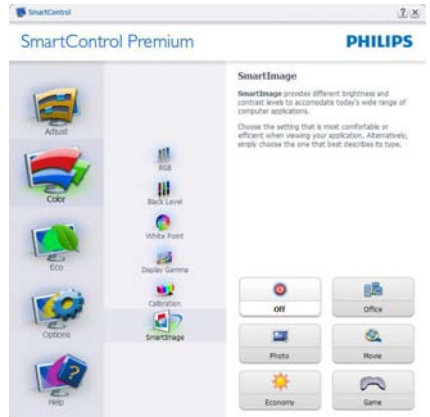 SmartControl
SmartControl Premium
PHILIPS
Adjust
Color
Eco
Options
Help
RGB
Black Level
White Point
Display Gamma
Calibration
SmartImage
SmartImage
SmartImage provides different brightness and
contrast levels to accomodate today's wide range of
computer applications.
Choose the setting that is most comfortable or
efficient when viewing your application. Alternatively,
simply choose the one that best describes its type.
Off
Office
Photo
Movie
Economy
Game